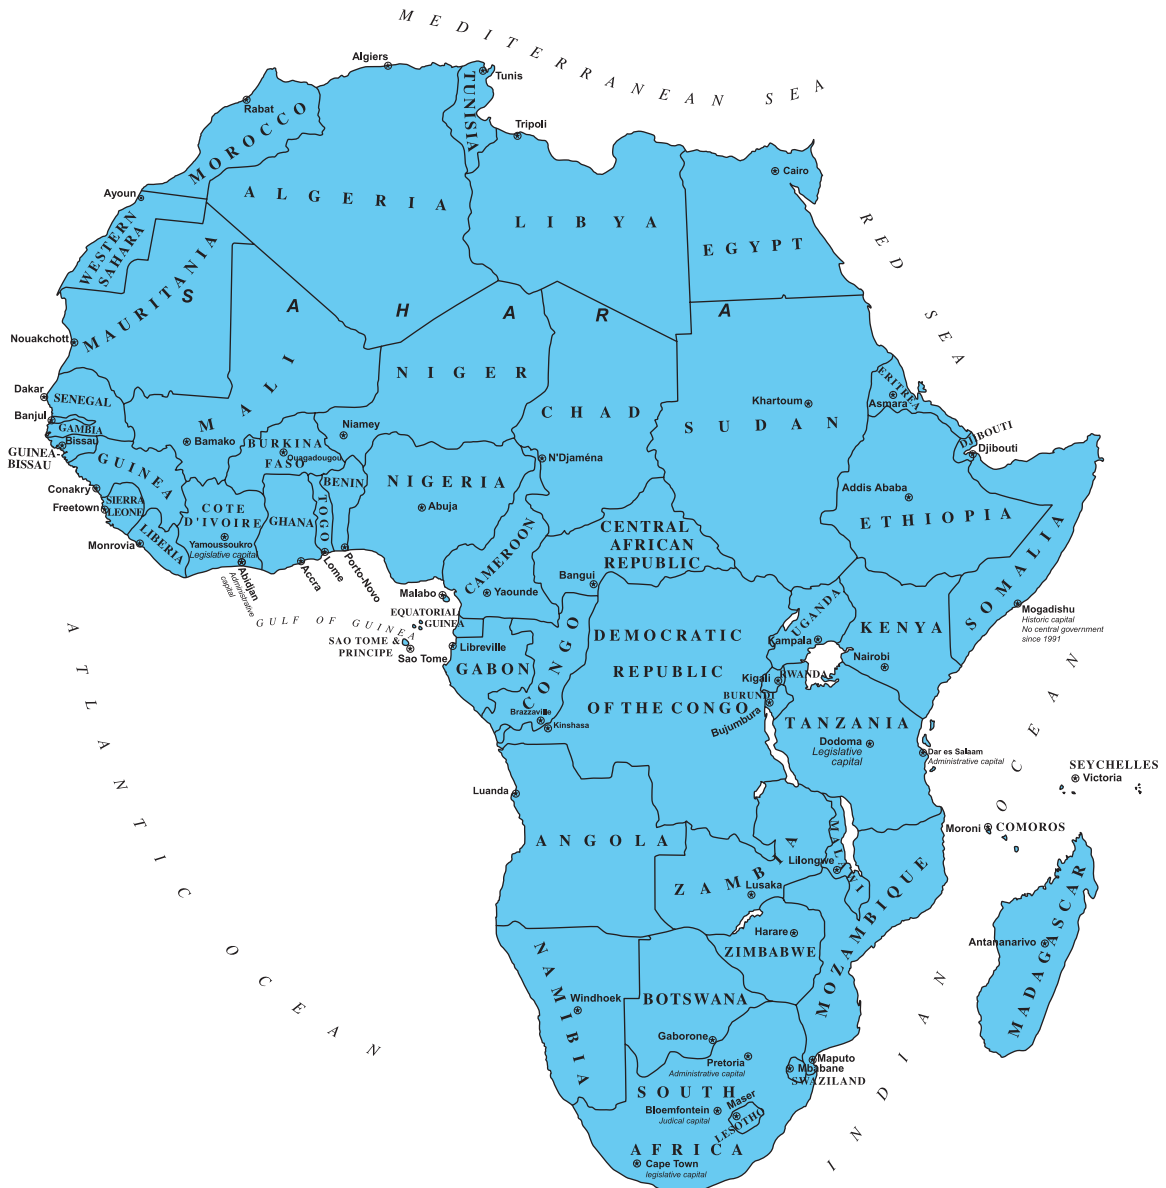 MEDITERRANEAN SEA
Algiers
Tunis
TUNISIA
Rabat
MOROCCO
Tripoli
Cairo
Ayoun
ALGERIA
LIBYA
EGYPT
RED SEA
WESTERN
SAHARA
MAURITANIA
SAHARA
Nouakchott
MALI
NIGER
CHAD
SUDAN
Khartoum
ERITREA
Asmara
Dakar
SENEGAL
Banjul
GAMBIA
Bissau
GUINEA-
BISSAU
Bamako
Niamey
BURKINA
FASO
Ouagadougou
N'Djaména
DJIBOUTI
Djibouti
GUINEA
Conakry
Freetown
SIERRA
LEONE
COTE
D'IVOIRE
Yamoussoukro
Legislative capital
GHANA
TOGO
BENIN
NIGERIA
Abuja
Addis Ababa
ETHIOPIA
Monrovia
LIBERIA
Abidjan
Administrative
capital
Accra
Lome
Porto-Novo
CAMEROON
Yaounde
CENTRAL
AFRICAN
REPUBLIC
Bangui
SOMALIA
Mogadishu
Historic capital
No central government
since 1991
Malabo
EQUATORIAL
GUINEA
GULF OF GUINEA
SAO TOME &
PRINCIPE
Sao Tome
Libreville
GABON
CONGO
Brazzaville
Kinshasa
DEMOCRATIC
REPUBLIC
OF THE CONGO
UGANDA
Kampala
KENYA
Nairobi
Kigali
RWANDA
BURUNDI
Bujumbura
TANZANIA
Dodoma
Legislative
capital
Dar es Salaam
Administrative capital
SEYCHELLES
Victoria
Luanda
ANGOLA
ZAMBIA
Lusaka
MALAWI
Lilongwe
Moroni
COMOROS
ATLANTIC OCEAN
Harare
ZIMBABWE
MOZAMBIQUE
Antananarivo
MADAGASCAR
NAMIBIA
Windhoek
BOTSWANA
Gaborone
Pretoria
Administrative capital
Maputo
Mbabane
SWAZILAND
SOUTH
AFRICA
Bloemfontein
Judical capital
Maser
LESOTHO
Cape Town
legislative capital
INDIAN OCEAN